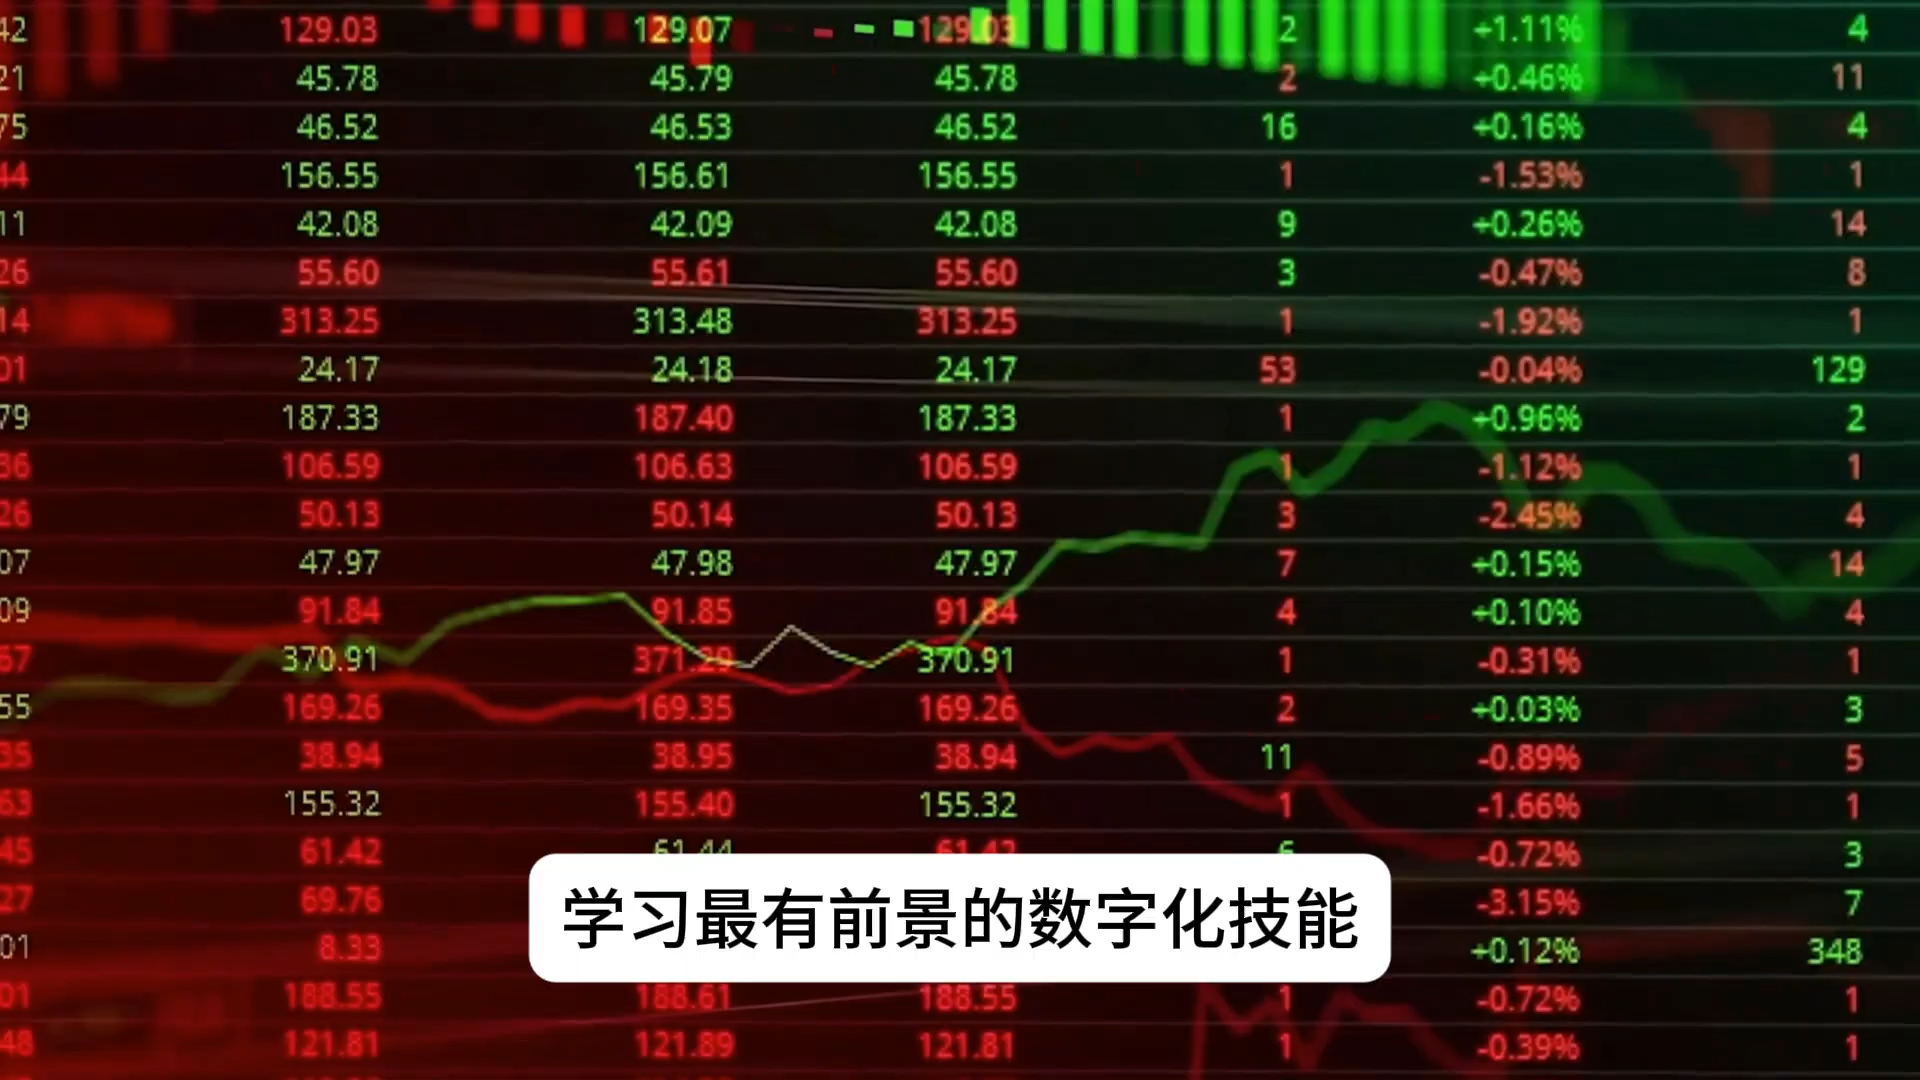 42 129.03 129.07 129.03 2 +1.11% 4
21 45.78 45.79 45.78 2 +0.46% 11
75 46.52 46.53 46.52 16 +0.16% 4
44 156.55 156.61 156.55 1 -1.53% 1
11 42.08 42.09 42.08 9 +0.26% 14
26 55.60 55.61 55.60 3 -0.47% 8
14 313.25 313.48 313.25 1 -1.92% 1
01 24.17 24.18 24.17 53 -0.04% 129
79 187.33 187.40 187.33 1 +0.96% 2
36 106.59 106.63 106.59 1 -1.12% 1
26 50.13 50.14 50.13 3 -2.45% 4
07 47.97 47.98 47.97 7 +0.15% 14
09 91.84 91.85 91.84 4 +0.10% 4
67 370.91 371.29 370.91 1 -0.31% 1
55 169.26 169.35 169.26 2 +0.03% 3
35 38.94 38.95 38.94 11 -0.89% 5
63 155.32 155.40 155.32 1 -1.66% 1
45 61.42 61.44 61.42 6 -0.72% 3
27 69.76 -3.15% 7
学习最有前景的数字化技能
01 8.33 +0.12% 348
01 188.55 188.61 188.55 1 -0.72% 1
48 121.81 121.89 121.81 1 -0.39% 1